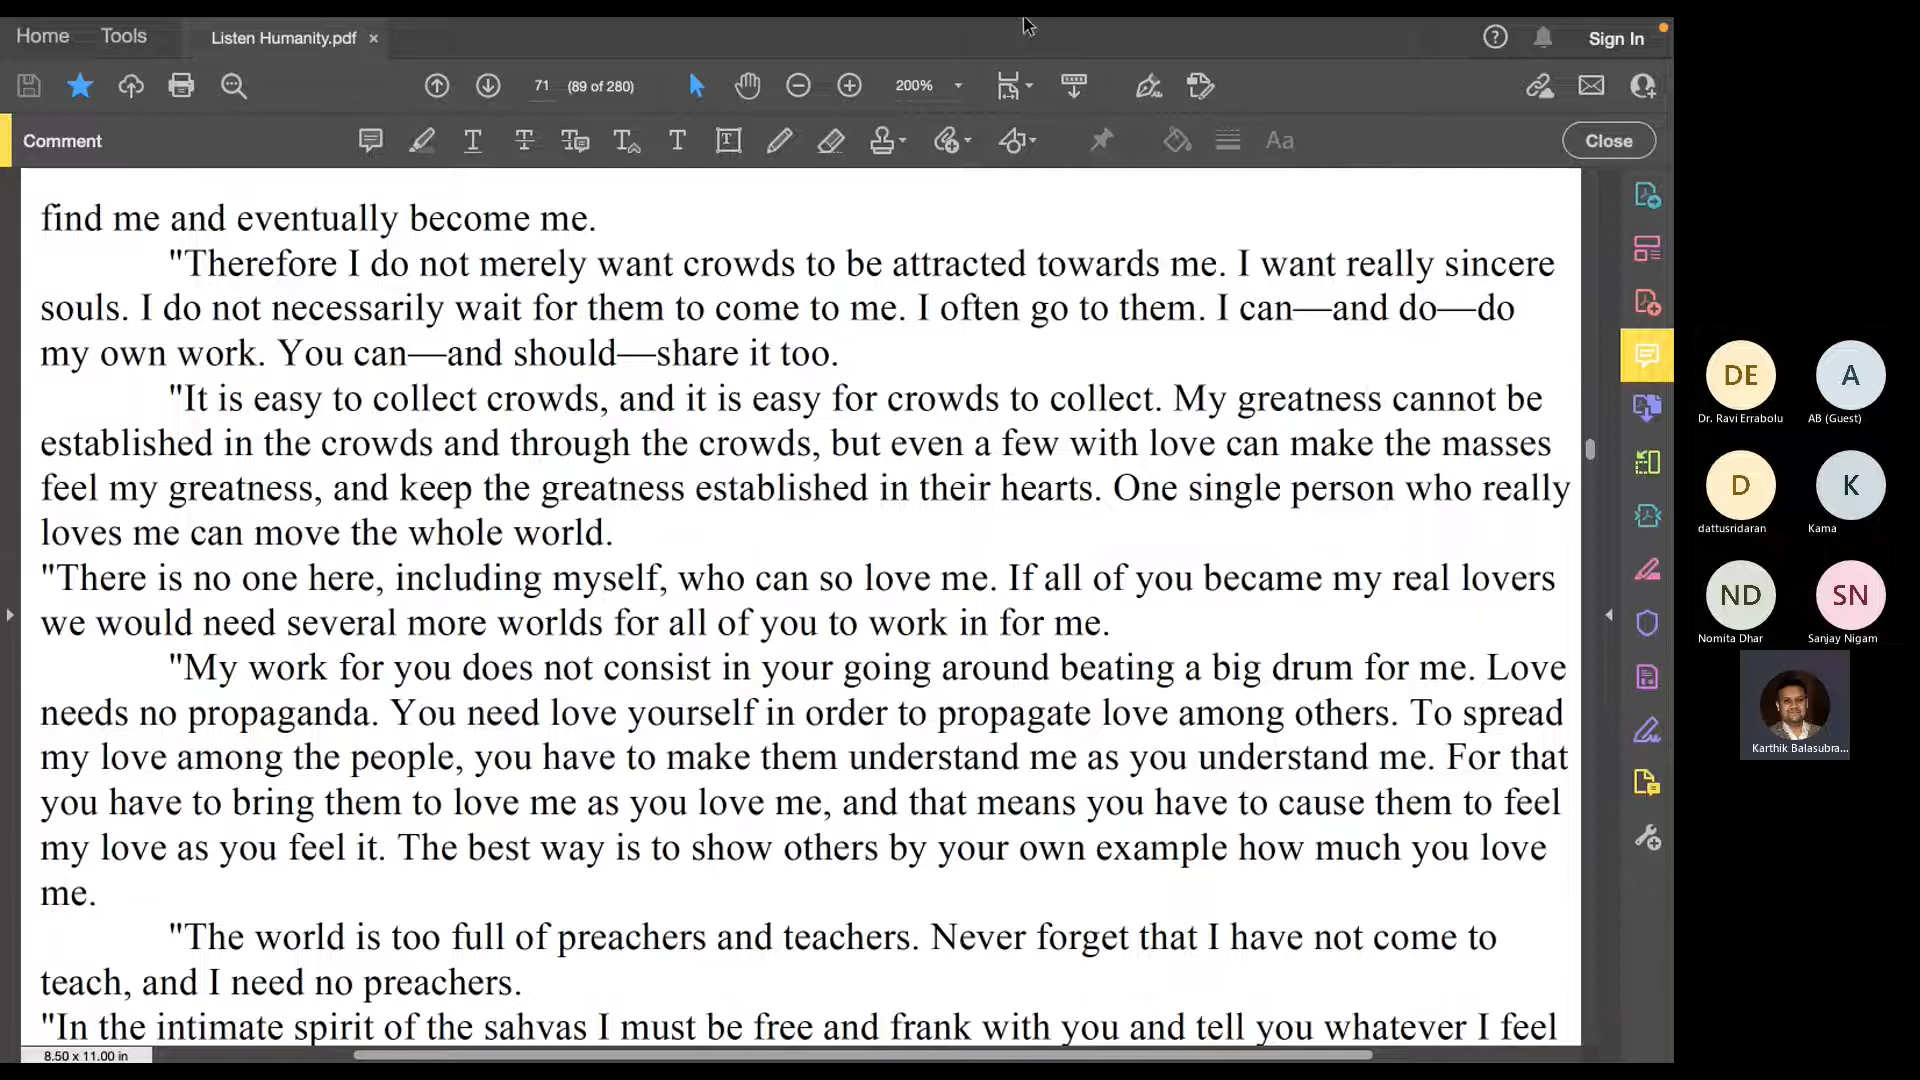 Home Tools Listen Humanity.pdf × Sign In
71 (89 of 280) 200%
Comment Aa Close
find me and eventually become me.
"Therefore I do not merely want crowds to be attracted towards me. I want really sincere
souls. I do not necessarily wait for them to come to me. I often go to them. I can—and do—do
my own work. You can—and should—share it too.
"It is easy to collect crowds, and it is easy for crowds to collect. My greatness cannot be
established in the crowds and through the crowds, but even a few with love can make the masses
feel my greatness, and keep the greatness established in their hearts. One single person who really
loves me can move the whole world.
"There is no one here, including myself, who can so love me. If all of you became my real lovers
we would need several more worlds for all of you to work in for me.
"My work for you does not consist in your going around beating a big drum for me. Love
needs no propaganda. You need love yourself in order to propagate love among others. To spread
my love among the people, you have to make them understand me as you understand me. For that
you have to bring them to love me as you love me, and that means you have to cause them to feel
my love as you feel it. The best way is to show others by your own example how much you love
me.
"The world is too full of preachers and teachers. Never forget that I have not come to
teach, and I need no preachers.
"In the intimate spirit of the sahvas I must be free and frank with you and tell you whatever I feel
8.50 x 11.00 in
DE A
Dr. Ravi Errabolu AB (Guest)
D K
dattusridaran Kama
ND SN
Nomita Dhar Sanjay Nigam
Karthik Balasubra...